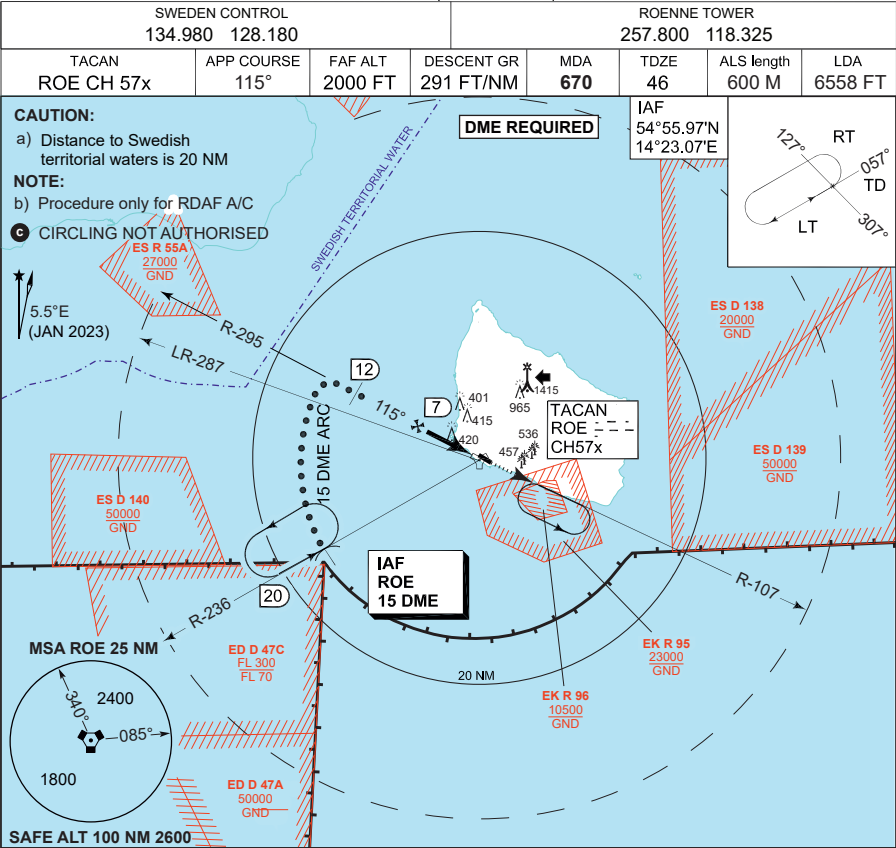 SWEDEN CONTROL
134.980 128.180
ROENNE TOWER
257.800 118.325
TACAN
ROE CH 57x
APP COURSE
115°
FAF ALT
2000 FT
DESCENT GR
291 FT/NM
MDA
670
TDZE
46
ALS length
600 M
LDA
6558 FT
CAUTION:
a) Distance to Swedish
territorial waters is 20 NM
NOTE:
b) Procedure only for RDAF A/C
C CIRCLING NOT AUTHORISED
DME REQUIRED
IAF
54°55.97'N
14°23.07'E
127°
RT
057°
TD
LT
307°
SWEDISH TERRITORIAL WATER
ES R 55A
27000
GND
5.5°E
(JAN 2023)
R-295
LR-287
12
115°
7
15 DME ARC
401
415
420
965
1415
536
457
TACAN
ROE
CH57x
ES D 138
20000
GND
ES D 139
50000
GND
ES D 140
50000
GND
20
R-236
IAF
ROE
15 DME
R-107
20 NM
EK R 95
23000
GND
EK R 96
10500
GND
ED D 47C
FL 300
FL 70
MSA ROE 25 NM
340°
2400
085°
1800
ED D 47A
50000
GND
SAFE ALT 100 NM 2600